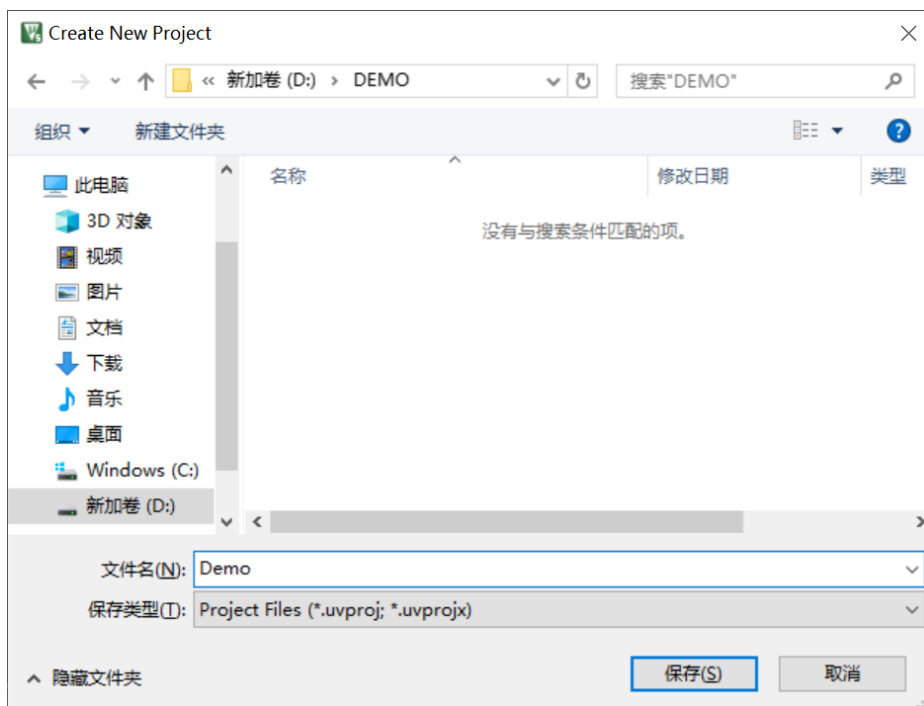 Create New Project
« 新加卷 (D:) › DEMO
搜索"DEMO"
组织
新建文件夹
名称
修改日期
类型
没有与搜索条件匹配的项。
此电脑
3D 对象
视频
图片
文档
下载
音乐
桌面
Windows (C:)
新加卷 (D:)
文件名(N):
Demo
保存类型(T):
Project Files (*.uvproj; *.uvprojx)
隐藏文件夹
保存(S)
取消